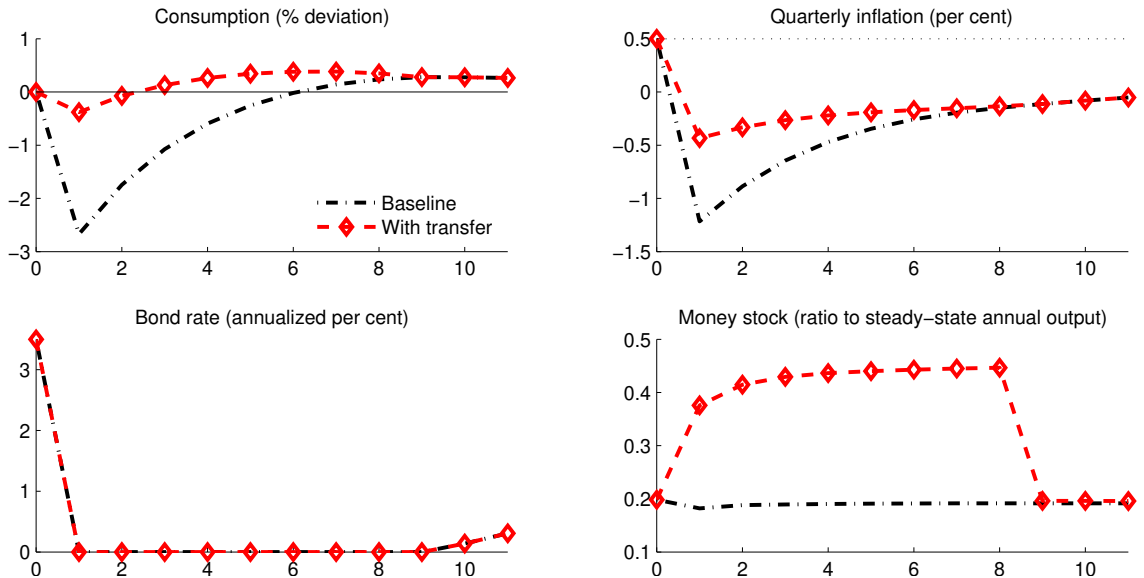 Consumption (% deviation)
1
0
−1
−2
−3
0 2 4 6 8 10
Baseline
With transfer
Quarterly inflation (per cent)
0.5
0
−0.5
−1
−1.5
0 2 4 6 8 10
Bond rate (annualized per cent)
3
2
1
0
0 2 4 6 8 10
Money stock (ratio to steady−state annual output)
0.5
0.4
0.3
0.2
0.1
0 2 4 6 8 10